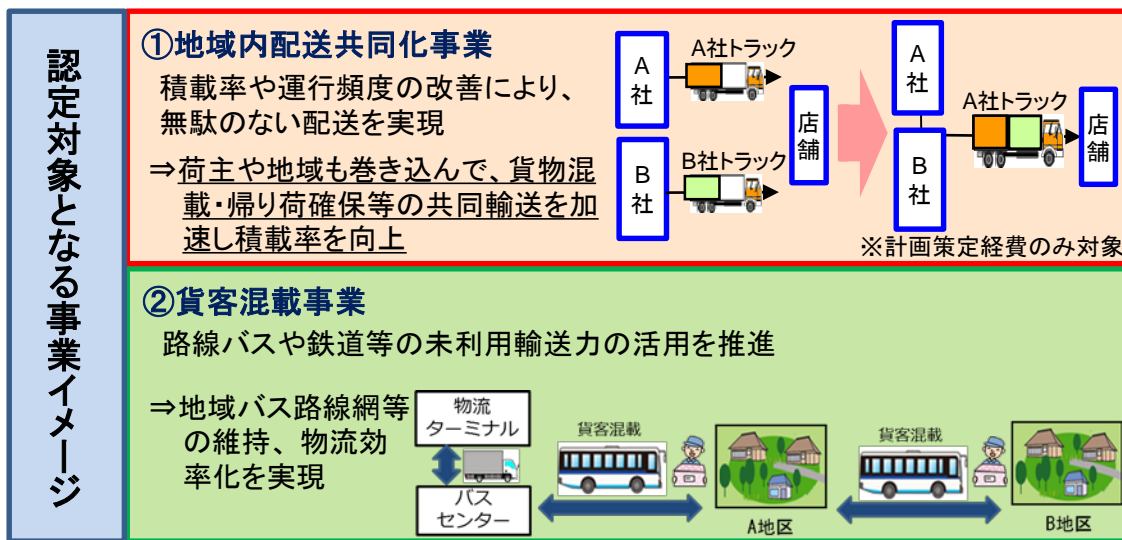 認定対象となる事業イメージ
①地域内配送共同化事業
積載率や運行頻度の改善により、
無駄のない配送を実現
⇒荷主や地域も巻き込んで、貨物混
載・帰り荷確保等の共同輸送を加
速し積載率を向上
A社
A社トラック
B社
B社トラック
店舗
A社
B社
A社トラック
店舗
※計画策定経費のみ対象
②貨客混載事業
路線バスや鉄道等の未利用輸送力の活用を推進
⇒地域バス路線網等
の維持、物流効
率化を実現
物流
ターミナル
バス
センター
貨客混載
A地区
貨客混載
B地区